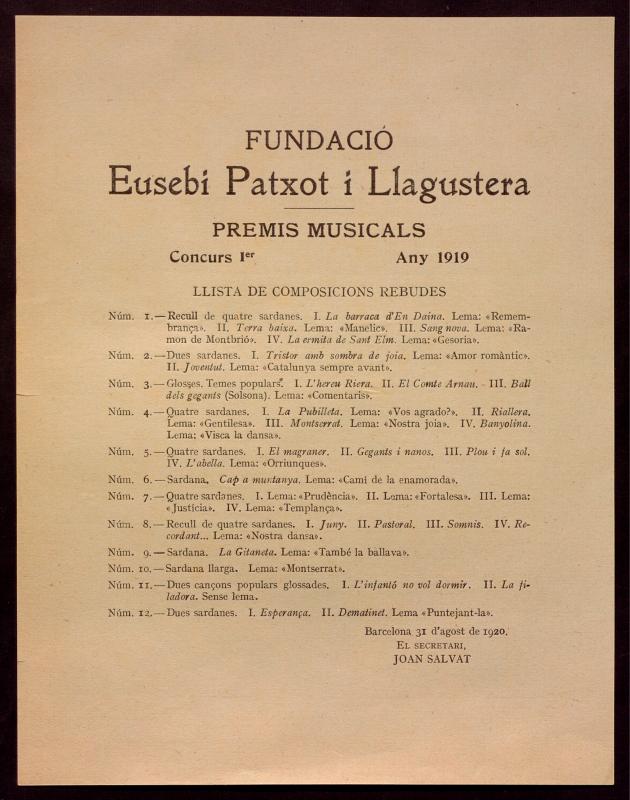 FUNDACIÓ
Eusebi Patxot i Llagustera
PREMIS MUSICALS
Concurs 1er Any 1919
LLISTA DE COMPOSICIONS REBUDES
Núm. 1.—Recull de quatre sardanes. I. La barraca d'En Daina. Lema: «Remem-
brança». II. Terra baixa. Lema: «Manelic». III. Sang nova. Lema: «Ra-
mon de Montbrió». IV. La ermita de Sant Elm. Lema: «Gesoria».
Núm. 2.—Dues sardanes. I. Tristor amb sombra de joia. Lema: «Amor romàntic».
II. Joventut. Lema: «Catalunya sempre avant».
Núm. 3.—Glosses. Temes populars. I. L'hereu Riera. II. El Comte Arnau. - III. Ball
dels gegants (Solsona). Lema: «Comentaris».
Núm. 4.—Quatre sardanes. I. La Pubilleta. Lema: «Vos agrado?». II. Riallera.
Lema: «Gentilesa». III. Montserrat. Lema: «Nostra joia». IV. Banyolina.
Lema: «Visca la dansa».
Núm. 5.—Quatre sardanes. I. El magraner. II. Gegants i nanos. III. Plou i fa sol.
IV. L'abella. Lema: «Orriunques».
Núm. 6.—Sardana. Cap a muntanya. Lema: «Camí de la enamorada».
Núm. 7.—Quatre sardanes. I. Lema: «Prudència». II. Lema: «Fortalesa». III. Lema:
«Justicia». IV. Lema: «Templança».
Núm. 8.—Recull de quatre sardanes. I. Juny. II. Pastoral. III. Somnis. IV. Re-
cordant... Lema: «Nostra dansa».
Núm. 9.—Sardana. La Gitaneta. Lema: «També la ballava».
Núm. 10.—Sardana llarga. Lema: «Montserrat».
Núm. 11.—Dues cançons populars glossades. I. L'infantó no vol dormir. II. La fi-
ladora. Sense lema.
Núm. 12.—Dues sardanes. I. Esperança. II. Dematinet. Lema «Puntejant-la».
Barcelona 31 d'agost de 1920.
EL SECRETARI,
JOAN SALVAT